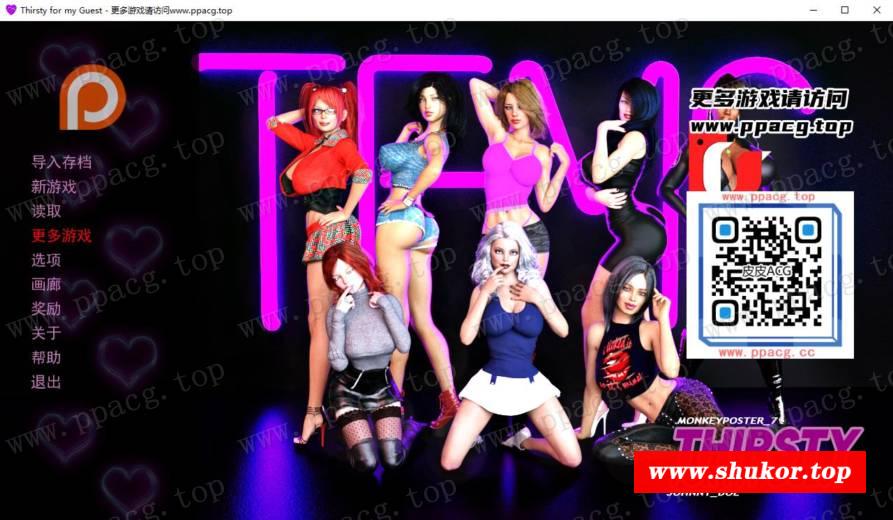 Thirsty for my Guest - 更多游戏请访问www.ppacg.top
TFMG
更多游戏请访问
www.ppacg.top
导入存档
新游戏
读取
更多游戏
选项
画廊
奖励
关于
帮助
退出
www.ppacg.top
皮皮ACG
www.ppacg.cc
MONKEYPOSTER_7
THIRSTY
www.shukor.top
www.ppacg.top